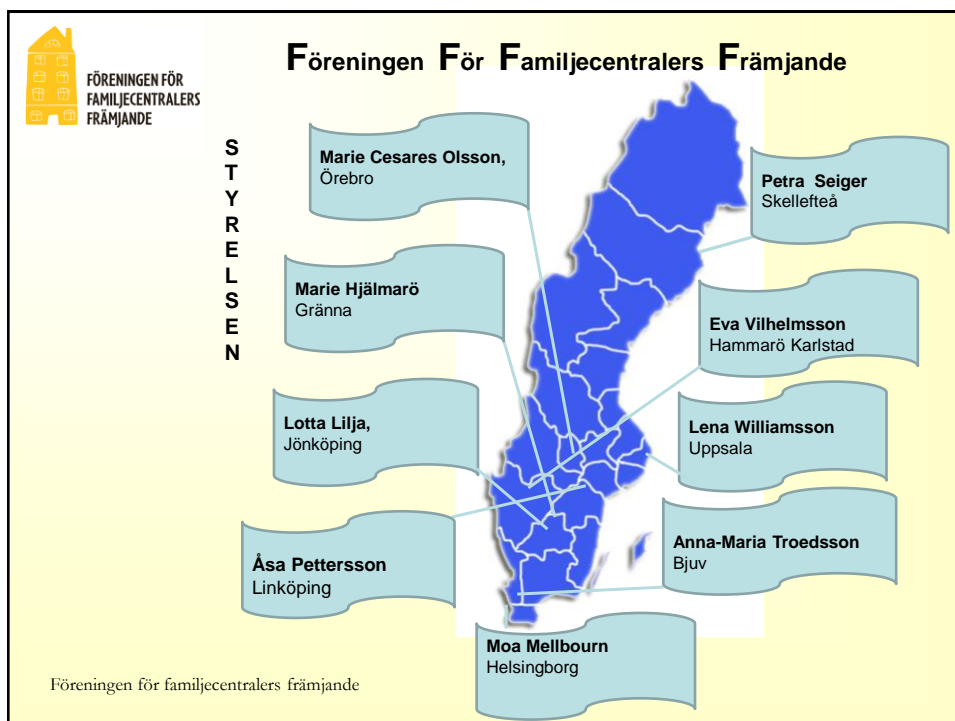 FÖRENINGEN FÖR
FAMILJECENTRALERS
FRÄMJANDE
Föreningen För Familjecentralers Främjande
S
T
Y
R
E
L
S
E
N
Marie Cesares Olsson,
Örebro
Petra Seiger
Skellefteå
Marie Hjälmarö
Gränna
Eva Vilhelmsson
Hammarö Karlstad
Lotta Lilja,
Jönköping
Lena Williamsson
Uppsala
Åsa Pettersson
Linköping
Anna-Maria Troedsson
Bjuv
Moa Mellbourn
Helsingborg
Föreningen för familjecentralers främjande